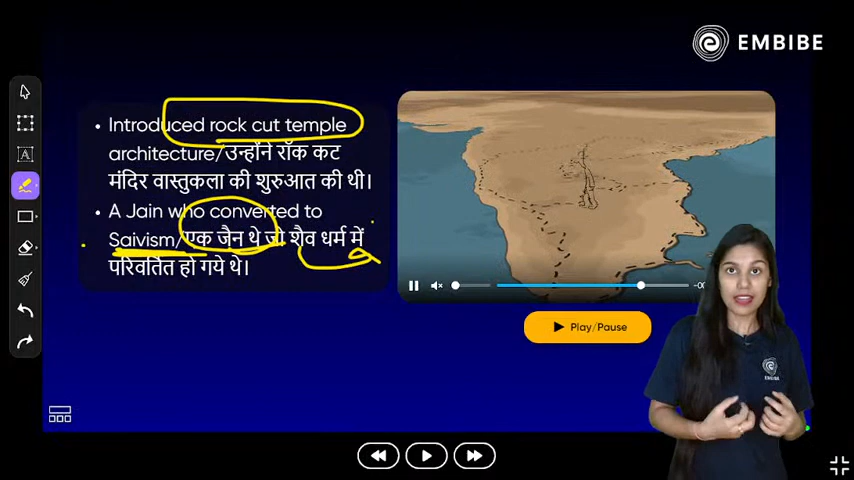 EMBIBE
• Introduced rock cut temple
architecture/उन्होंने रॉक कट
मंदिर वास्तुकला की शुरुआत की थी।
• A Jain who converted to
Saivism/एक जैन थे जो शैव धर्म में
परिवर्तित हो गये थे।
Play/Pause
EMBIBE